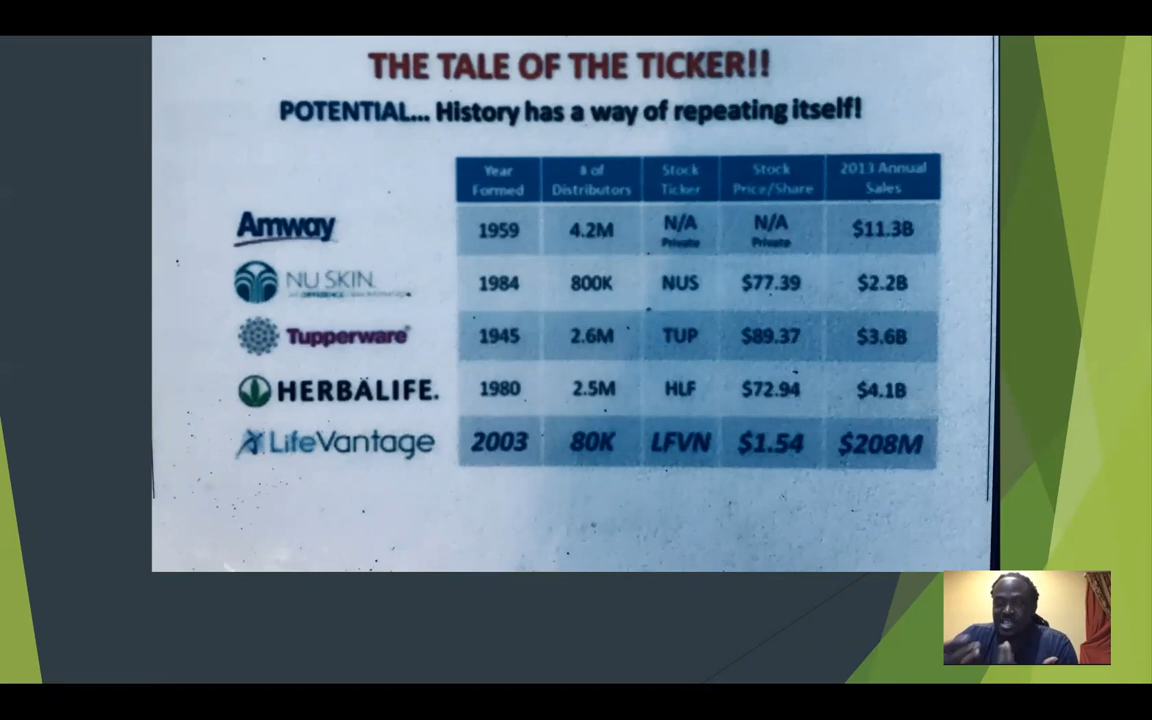 THE TALE OF THE TICKER!!
POTENTIAL... History has a way of repeating itself!
Year Formed # of Distributors Stock Ticker Stock Price/Share 2013 Annual Sales
Amway 1959 4.2M N/A Private N/A Private $11.3B
NU SKIN 1984 800K NUS $77.39 $2.2B
Tupperware 1945 2.6M TUP $89.37 $3.6B
HERBALIFE. 1980 2.5M HLF $72.94 $4.1B
LifeVantage 2003 80K LFVN $1.54 $208M